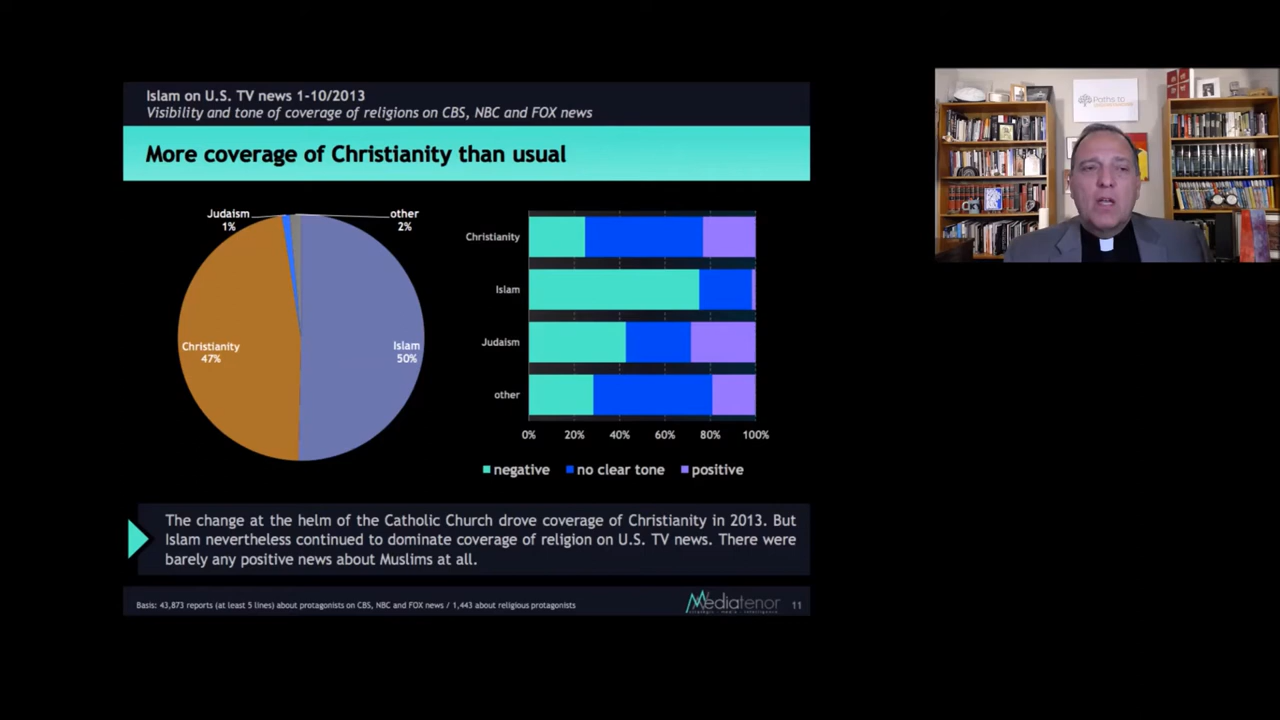 Islam on U.S. TV news 1-10/2013
Visibility and tone of coverage of religions on CBS, NBC and FOX news
More coverage of Christianity than usual
Judaism
1%
other
2%
Christianity
47%
Islam
50%
Christianity
Islam
Judaism
other
0% 20% 40% 60% 80% 100%
negative no clear tone positive
The change at the helm of the Catholic Church drove coverage of Christianity in 2013. But
Islam nevertheless continued to dominate coverage of religion on U.S. TV news. There were
barely any positive news about Muslims at all.
Basis: 43,873 reports (at least 5 lines) about protagonists on CBS, NBC and FOX news / 1,443 about religious protagonists
Mediatenor
11
Paths to